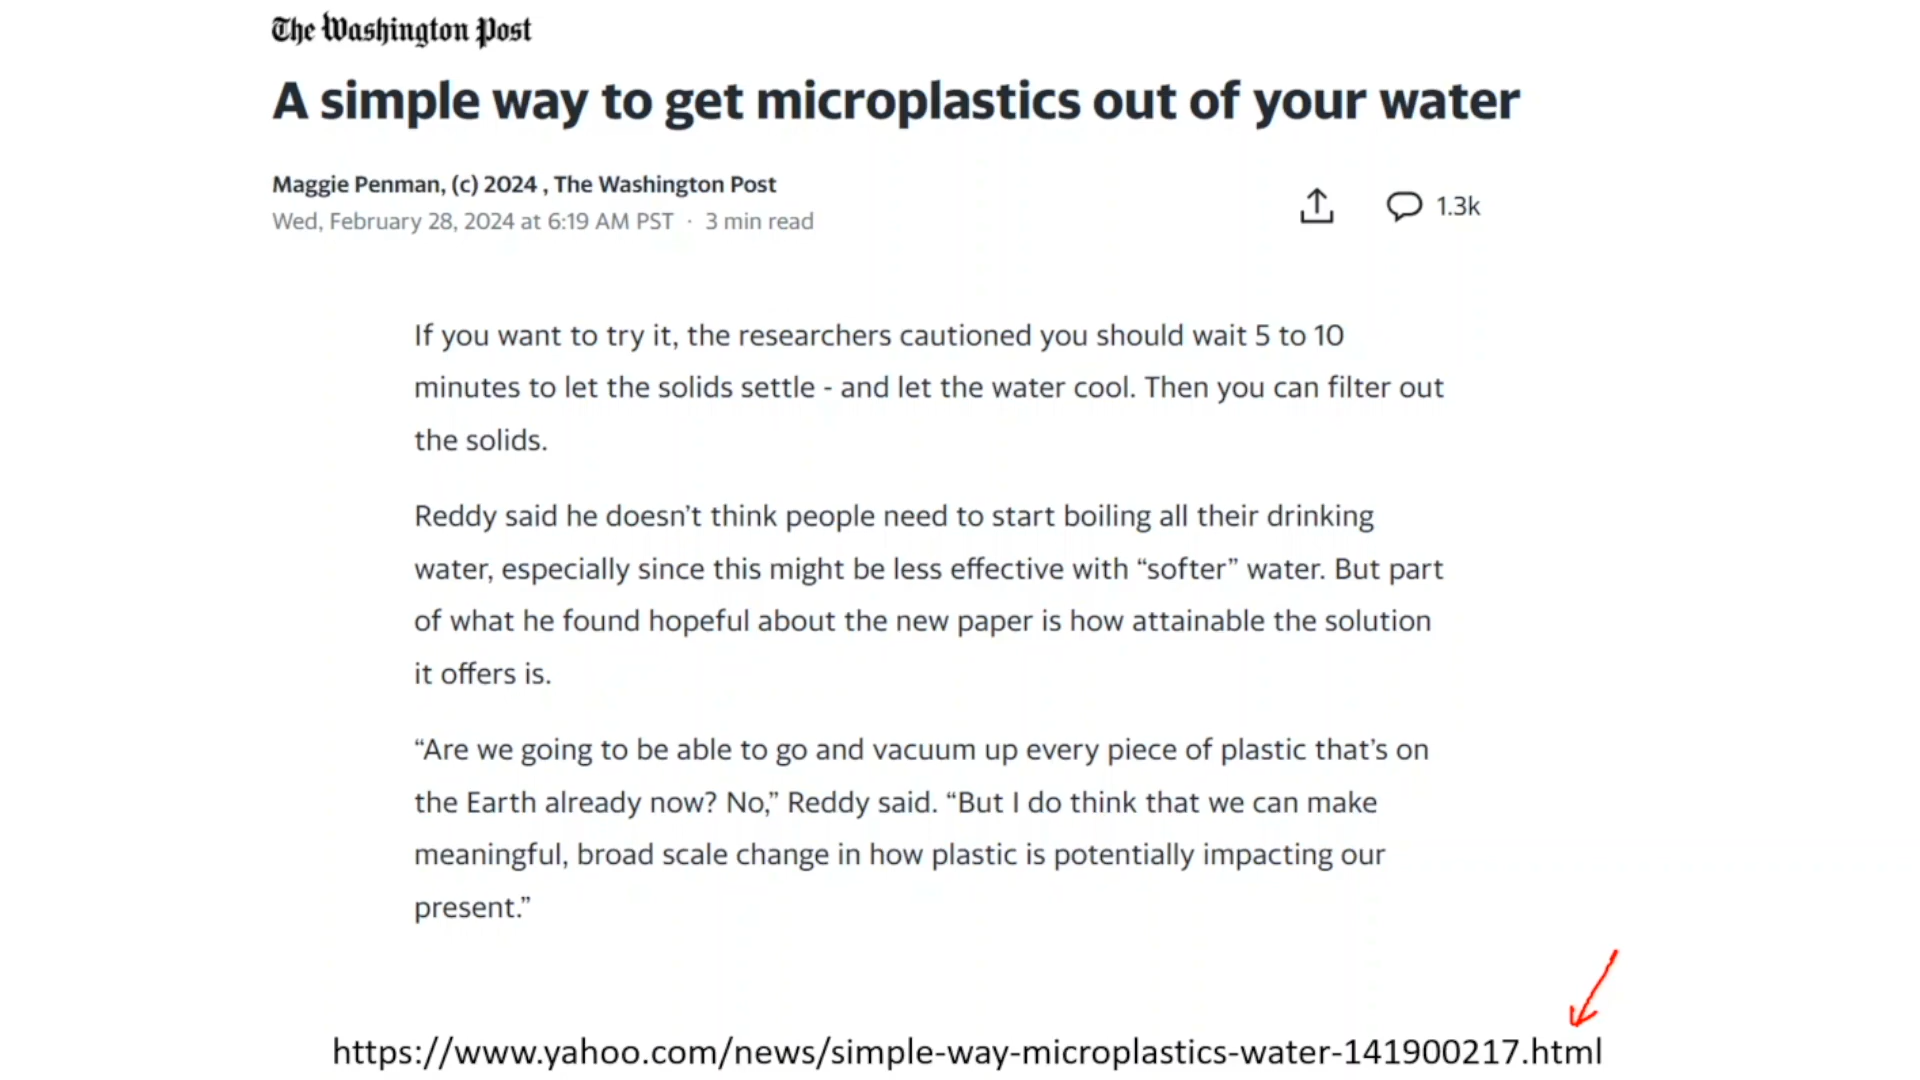 The Washington Post
A simple way to get microplastics out of your water
Maggie Penman, (c) 2024 , The Washington Post
Wed, February 28, 2024 at 6:19 AM PST · 3 min read
1.3k
If you want to try it, the researchers cautioned you should wait 5 to 10
minutes to let the solids settle - and let the water cool. Then you can filter out
the solids.
Reddy said he doesn’t think people need to start boiling all their drinking
water, especially since this might be less effective with “softer” water. But part
of what he found hopeful about the new paper is how attainable the solution
it offers is.
“Are we going to be able to go and vacuum up every piece of plastic that’s on
the Earth already now? No,” Reddy said. “But I do think that we can make
meaningful, broad scale change in how plastic is potentially impacting our
present.”
https://www.yahoo.com/news/simple-way-microplastics-water-141900217.html